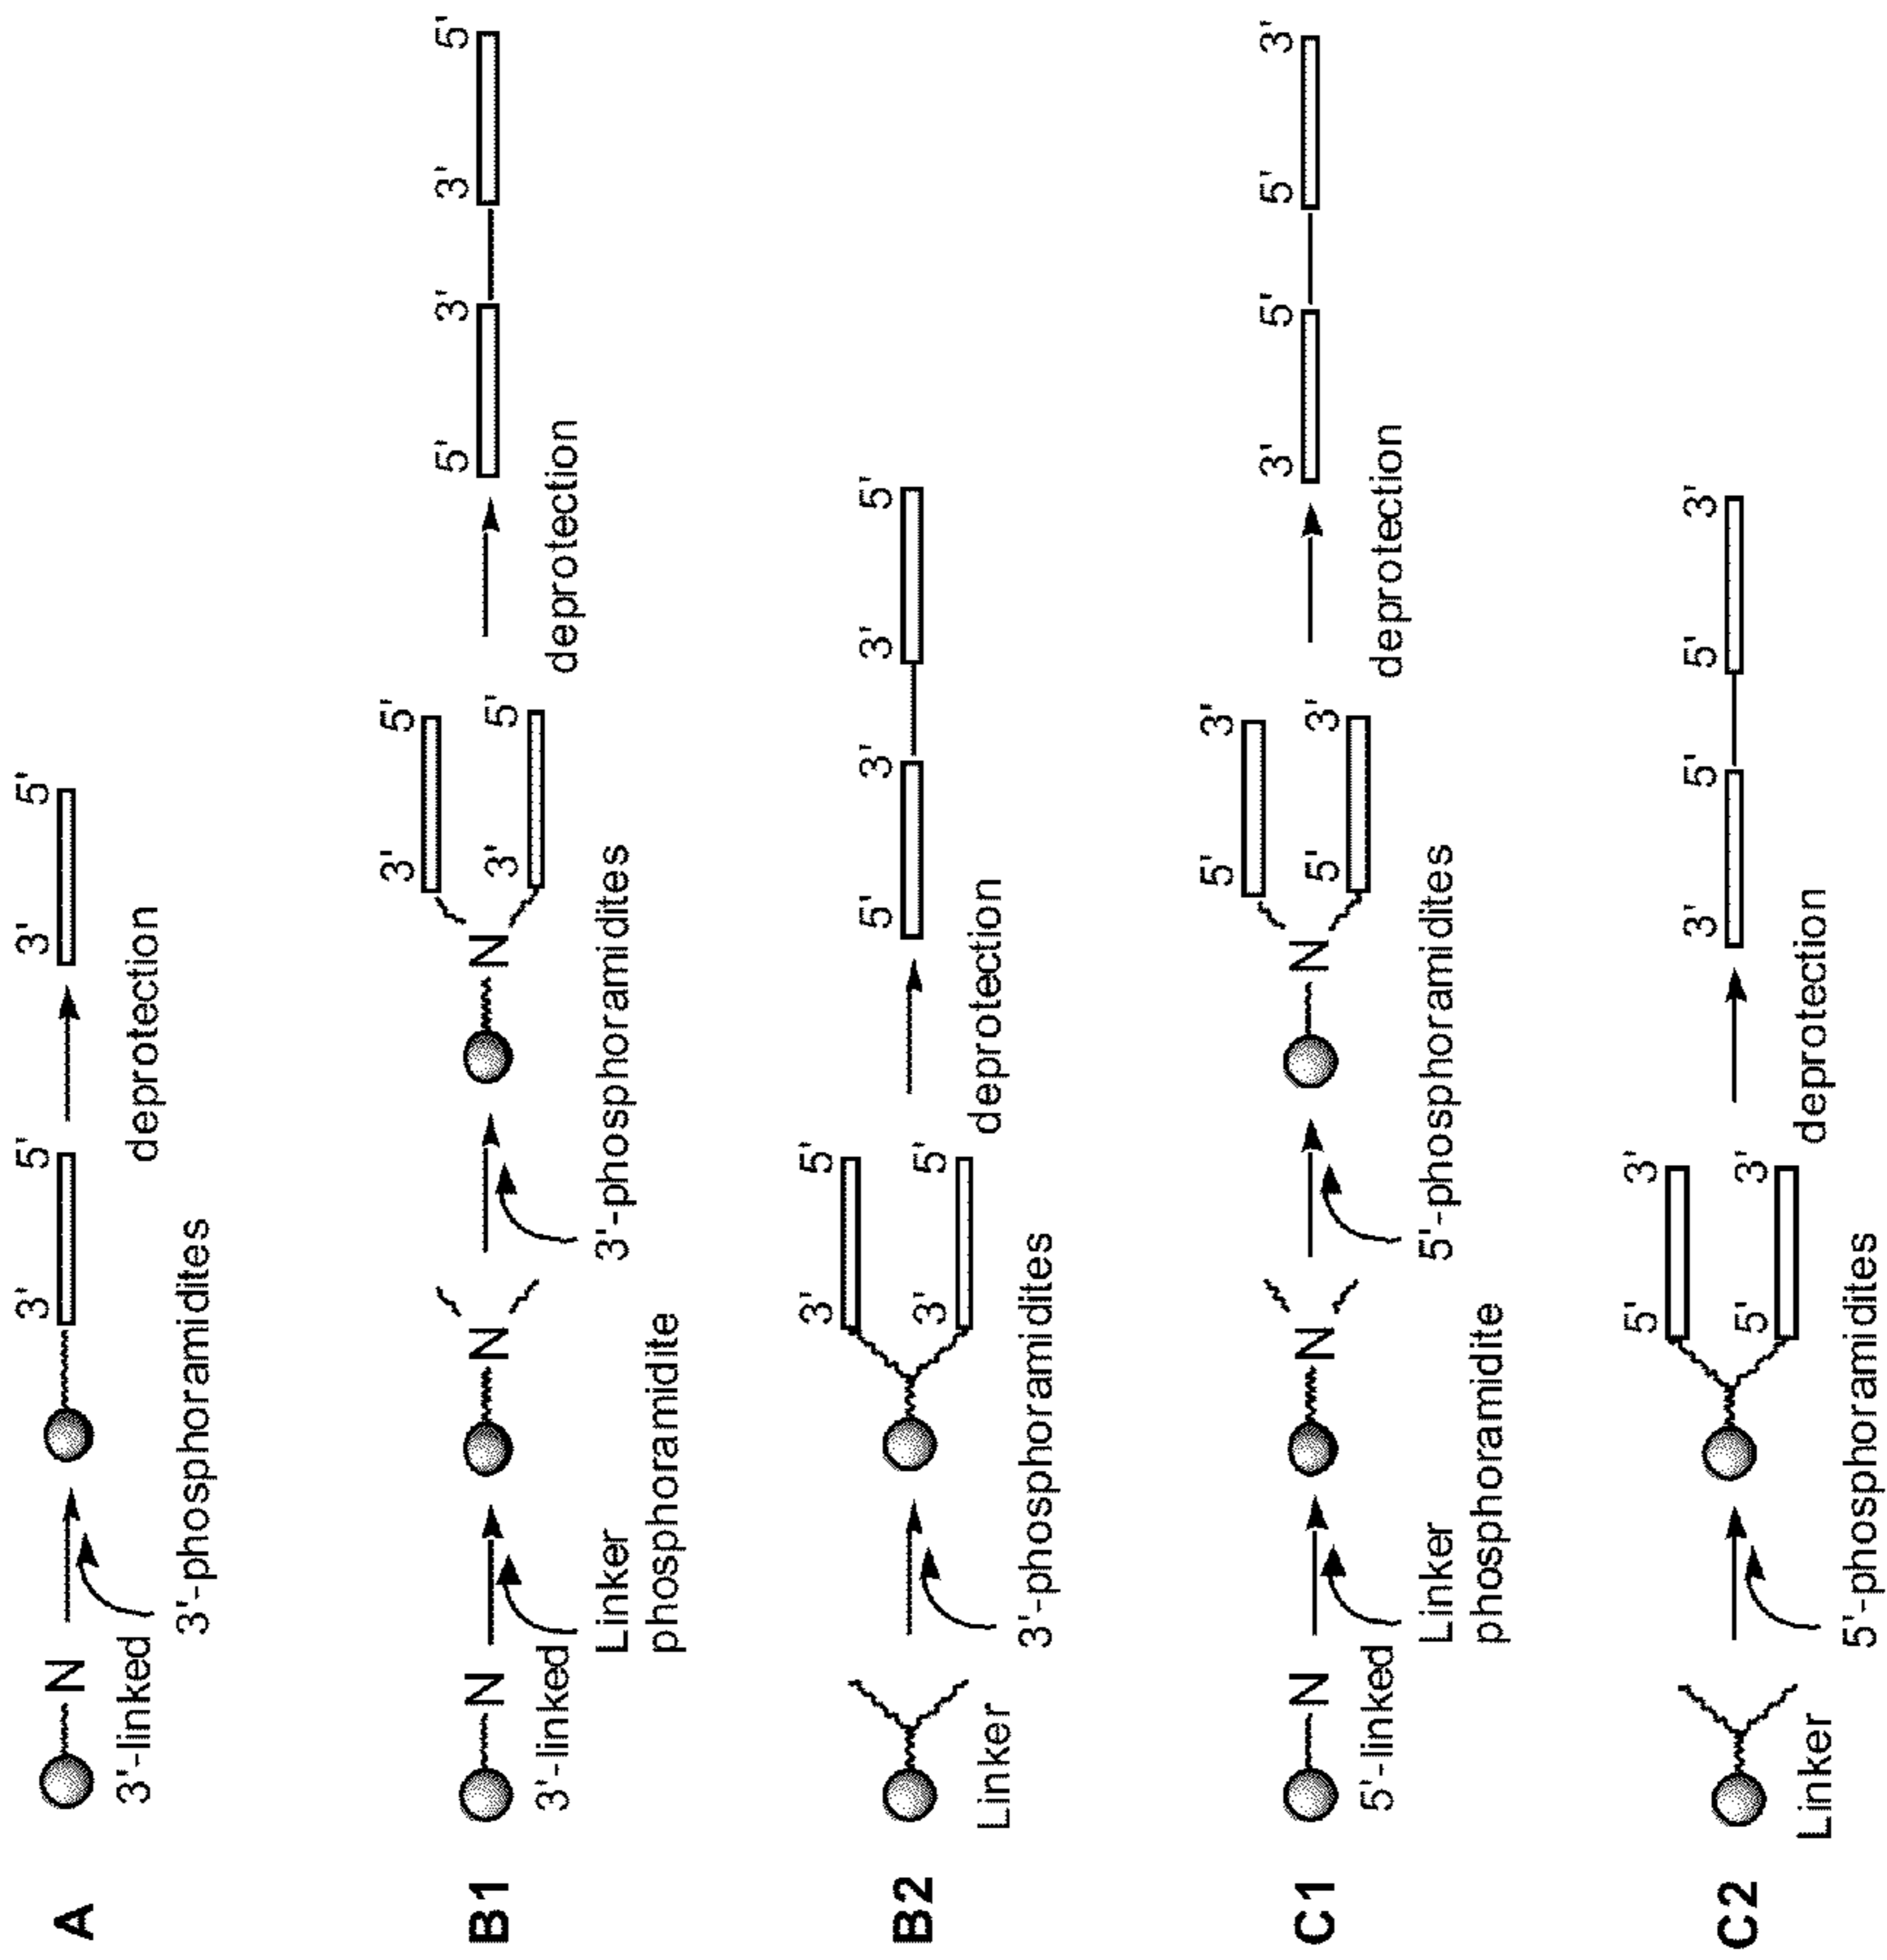 A
N
3'-linked
3'-phosphoramidites
3' 5'
deprotection
3' 5'
B1
N
3'-linked
Linker
phosphoramidite
N
3'-phosphoramidites
N
3' 5'
3' 5'
deprotection
5' 3' 3' 5'
B2
Linker
3'-phosphoramidites
3' 5'
3' 5'
deprotection
5' 3' 3' 5'
C1
N
5'-linked
Linker
phosphoramidite
N
5'-phosphoramidites
N
5' 3'
5' 3'
deprotection
3' 5' 5' 3'
C2
Linker
5'-phosphoramidites
5' 3'
5' 3'
deprotection
3' 5' 5' 3'